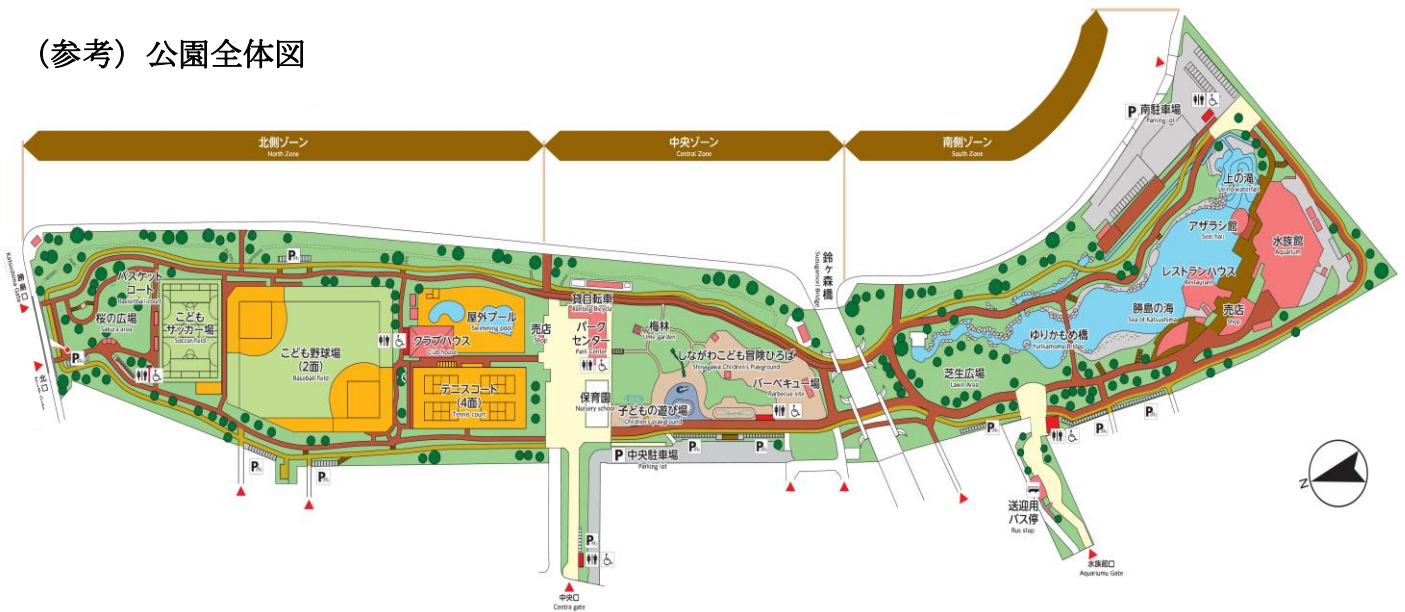 (参考)公園全体図
北側ゾーン
North Zone
中央ゾーン
Central Zone
南側ゾーン
South Zone
P 南駐車場
Parking lot
上の滝
アザラシ館
Seal hall
水族館
Aquarium
レストランハウス
Restaurant
勝島の海
Sea of Katsushima
売店
Shop
ゆりかもめ橋
Yurikamome Bridge
芝生広場
Lawn Area
鈴ヶ森橋
Suzugamori Bridge
勝島口
Katsushima Gate
北口
バスケット
コート
Basketball court
桜の広場
Sakura area
こども
サッカー場
Soccer field
こども野球場
(2面)
Baseball field
屋外プール
Swimming pool
クラブハウス
Club house
テニスコート
(4面)
Tennis court
売店
Shop
貸自転車
Renting Bicycle
パーク
センター
Park Center
保育園
Nursery school
梅林
Ume garden
しながわこども冒険ひろば
Shinagawa Children's Playground
バーベキュー場
Barbecue site
子どもの遊び場
Children's playground
P 中央駐車場
Parking lot
P
P
P
P
P
P
P
P
P
P
送迎用
バス停
Bus stop
水族館口
Aquariumu Gate
中央口
Centra gate
N